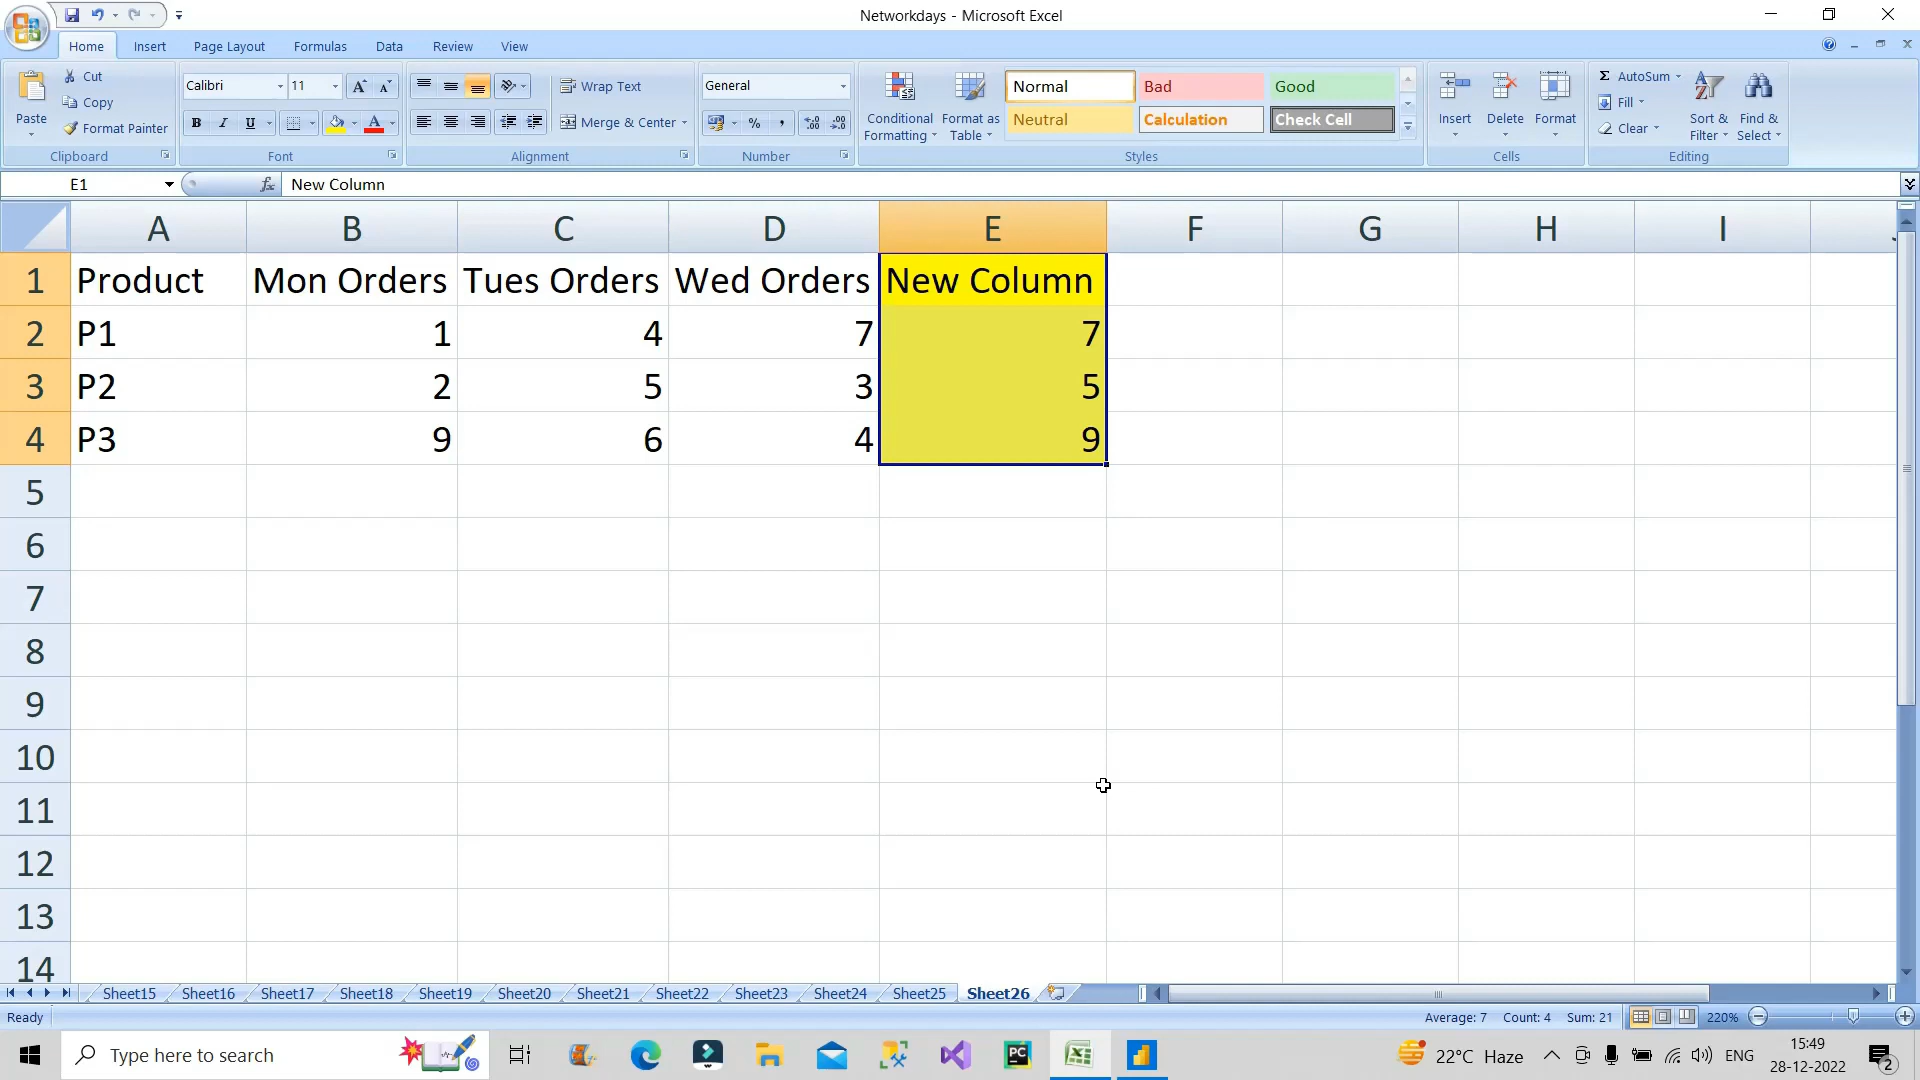 Networkdays - Microsoft Excel
Home Insert Page Layout Formulas Data Review View
Paste Cut Calibri 11 A A Wrap Text General Conditional Formatting Format as Table Normal Bad Good Insert Delete Format Σ AutoSum Sort & Filter Find & Select
Copy Fill
Format Painter B I U A Merge & Center % , Neutral Calculation Check Cell Clear
Clipboard Font Alignment Number Styles Cells Editing
E1 fx New Column
A B C D E F G H I
1 Product Mon Orders Tues Orders Wed Orders New Column
2 P1 1 4 7 7
3 P2 2 5 3 5
4 P3 9 6 4 9
5
6
7
8
9
10
11
12
13
14
Sheet15 Sheet16 Sheet17 Sheet18 Sheet19 Sheet20 Sheet21 Sheet22 Sheet23 Sheet24 Sheet25 Sheet26
Ready Average: 7 Count: 4 Sum: 21 220%
Type here to search PC 22°C Haze ENG 15:49
28-12-2022 2